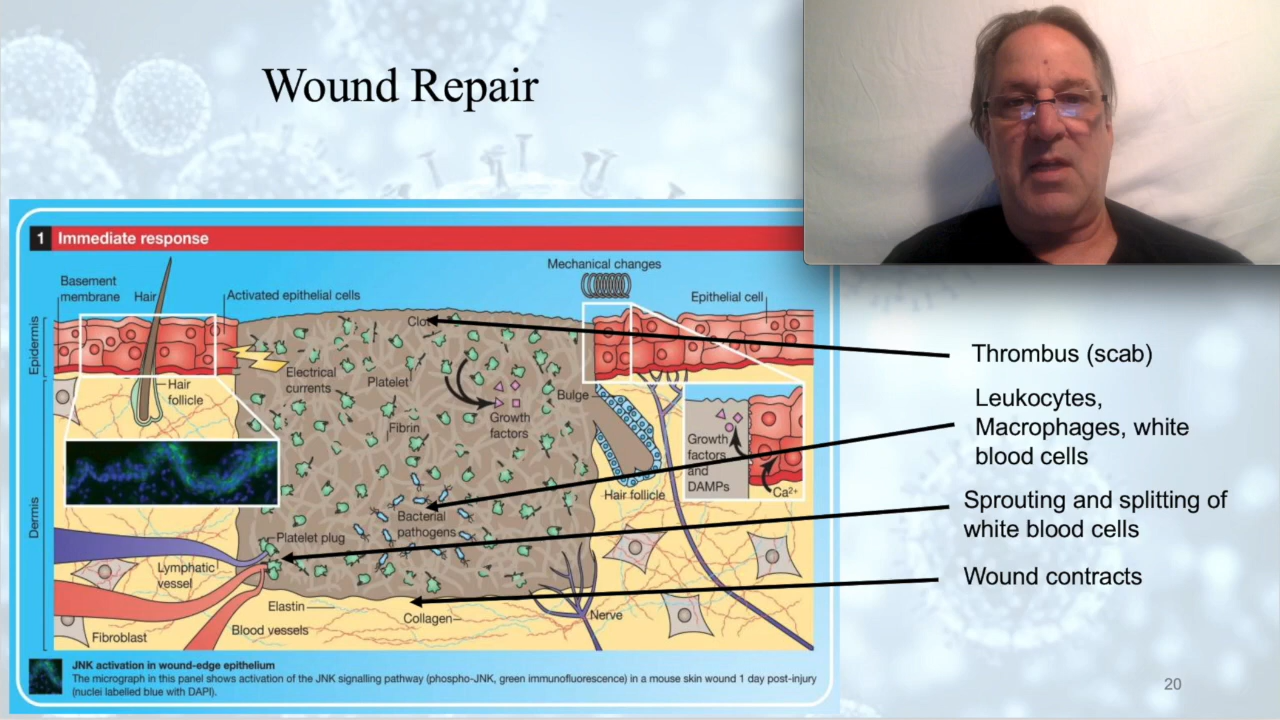 Wound Repair
1 Immediate response
Mechanical changes
Basement
membrane
Hair
Activated epithelial cells
Epithelial cell
Epidermis
Clot
Thrombus (scab)
Electrical
currents
Platelet
Hair
follicle
Bulge
Growth
factors
Fibrin
Leukocytes,
Macrophages, white
blood cells
Growth
factors
and
DAMPs
Ca²⁺
Hair follicle
Dermis
Bacterial
pathogens
Sprouting and splitting of
white blood cells
Platelet plug
Lymphatic
vessel
Wound contracts
Elastin
Collagen
Nerve
Fibroblast
Blood vessels
JNK activation in wound-edge epithelium
The micrograph in this panel shows activation of the JNK signalling pathway (phospho-JNK, green immunofluorescence) in a mouse skin wound 1 day post-injury
(nuclei labelled blue with DAPI).
20